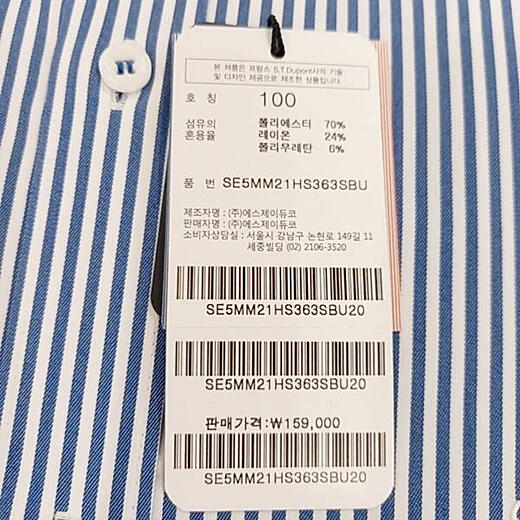 본 제품은 프랑스 S.T.Dupont사의 기술
및 디자인 제공으로 제조한 상품입니다
호 칭 100
섬유의 폴리에스터 70%
혼용율 레이온 24%
폴리우레탄 6%
품 번 SE5MM21HS363SBU
제조자명 : (주)에스제이듀코
판매자명 : (주)에스제이듀코
소비자상담실 : 서울시 강남구 논현로 149길 11
세중빌딩 (02) 2106-3520
SE5MM21HS363SBU20
SE5MM21HS363SBU20
판매가격:₩159,000
SE5MM21HS363SBU20